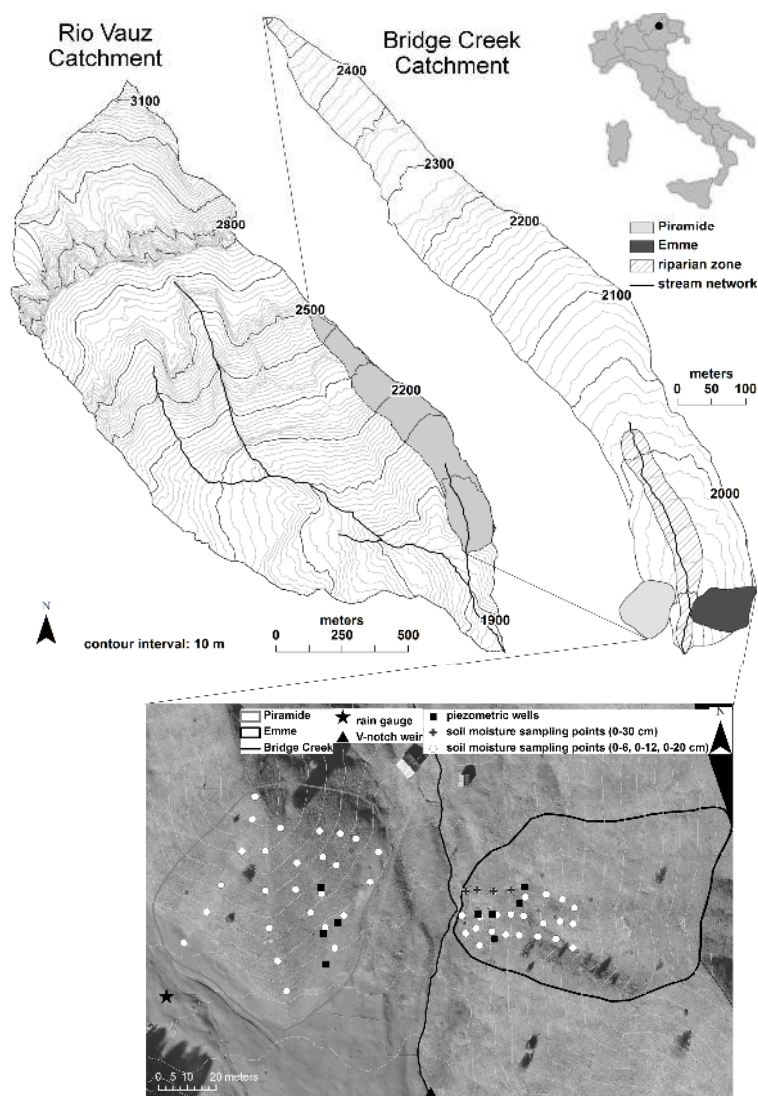 Rio Vauz
Catchment
Bridge Creek
Catchment
3100
2800
2500
2200
1900
2400
2300
2200
2100
2000
Piramide
Emme
riparian zone
stream network
meters
0 50 100
N
contour interval: 10 m
meters
0 250 500
Piramide
Emme
Bridge Creek
rain gauge
V-notch weir
piezometric wells
soil moisture sampling points (0-30 cm)
soil moisture sampling points (0-6, 0-12, 0-20 cm)
N
0 5 10 20 meters